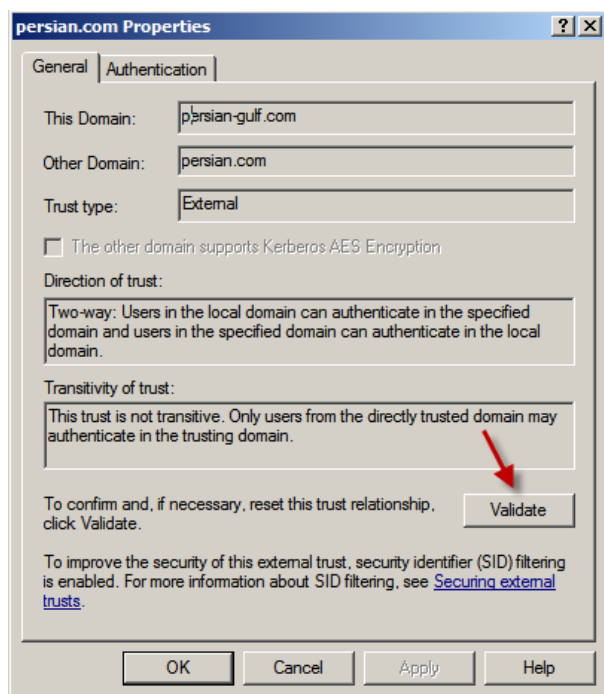 persian.com Properties
General
Authentication
This Domain:
persian-gulf.com
Other Domain:
persian.com
Trust type:
External
The other domain supports Kerberos AES Encryption
Direction of trust:
Two-way: Users in the local domain can authenticate in the specified
domain and users in the specified domain can authenticate in the local
domain.
Transitivity of trust:
This trust is not transitive. Only users from the directly trusted domain may
authenticate in the trusting domain.
To confirm and, if necessary, reset this trust relationship,
click Validate.
Validate
To improve the security of this external trust, security identifier (SID) filtering
is enabled. For more information about SID filtering, see Securing external
trusts.
OK
Cancel
Apply
Help